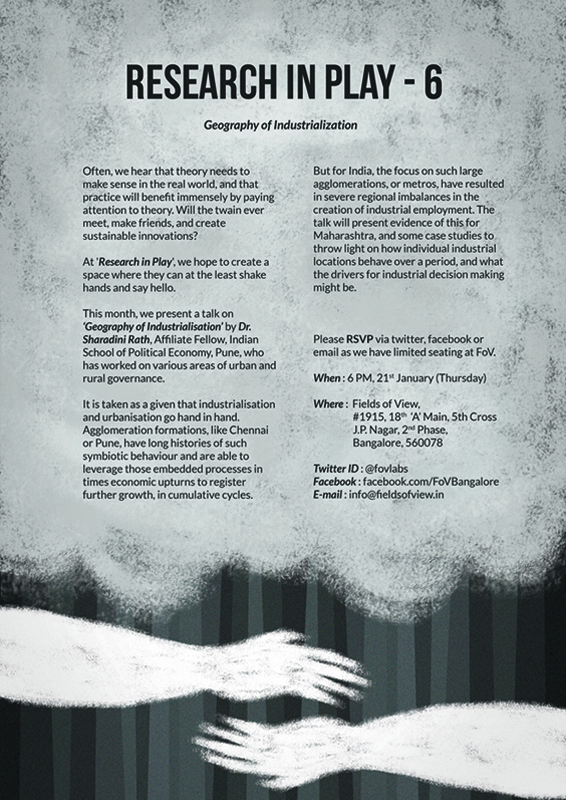 RESEARCH IN PLAY - 6
Geography of Industrialization
Often, we hear that theory needs to
make sense in the real world, and that
practice will benefit immensely by paying
attention to theory. Will the twain ever
meet, make friends, and create
sustainable innovations?
At 'Research in Play', we hope to create a
space where they can at the least shake
hands and say hello.
This month, we present a talk on
'Geography of Industrialisation' by Dr.
Sharadini Rath, Affiliate Fellow, Indian
School of Political Economy, Pune, who
has worked on various areas of urban and
rural governance.
It is taken as a given that industrialisation
and urbanisation go hand in hand.
Agglomeration formations, like Chennai
or Pune, have long histories of such
symbiotic behaviour and are able to
leverage those embedded processes in
times economic upturns to register
further growth, in cumulative cycles.
But for India, the focus on such large
agglomerations, or metros, have resulted
in severe regional imbalances in the
creation of industrial employment. The
talk will present evidence of this for
Maharashtra, and some case studies to
throw light on how individual industrial
locations behave over a period, and what
the drivers for industrial decision making
might be.
Please RSVP via twitter, facebook or
email as we have limited seating at FoV.
When : 6 PM, 21st January (Thursday)
Where : Fields of View,
#1915, 18th 'A' Main, 5th Cross
J.P. Nagar, 2nd Phase,
Bangalore, 560078
Twitter ID : @fovlabs
Facebook : facebook.com/FoVBangalore
E-mail : info@fieldsofview.in